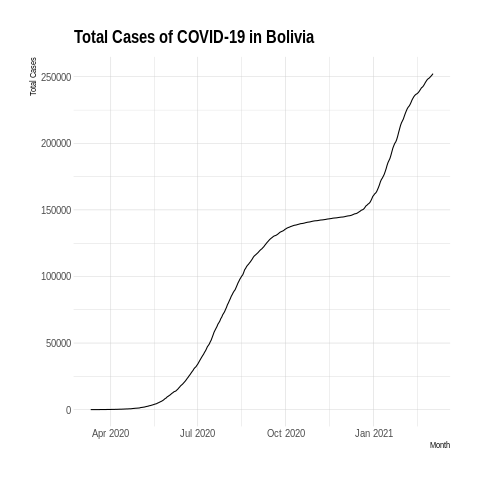 Total Cases of COVID-19 in Bolivia
Total Cases
250000
200000
150000
100000
50000
0
Apr 2020 Jul 2020 Oct 2020 Jan 2021
Month